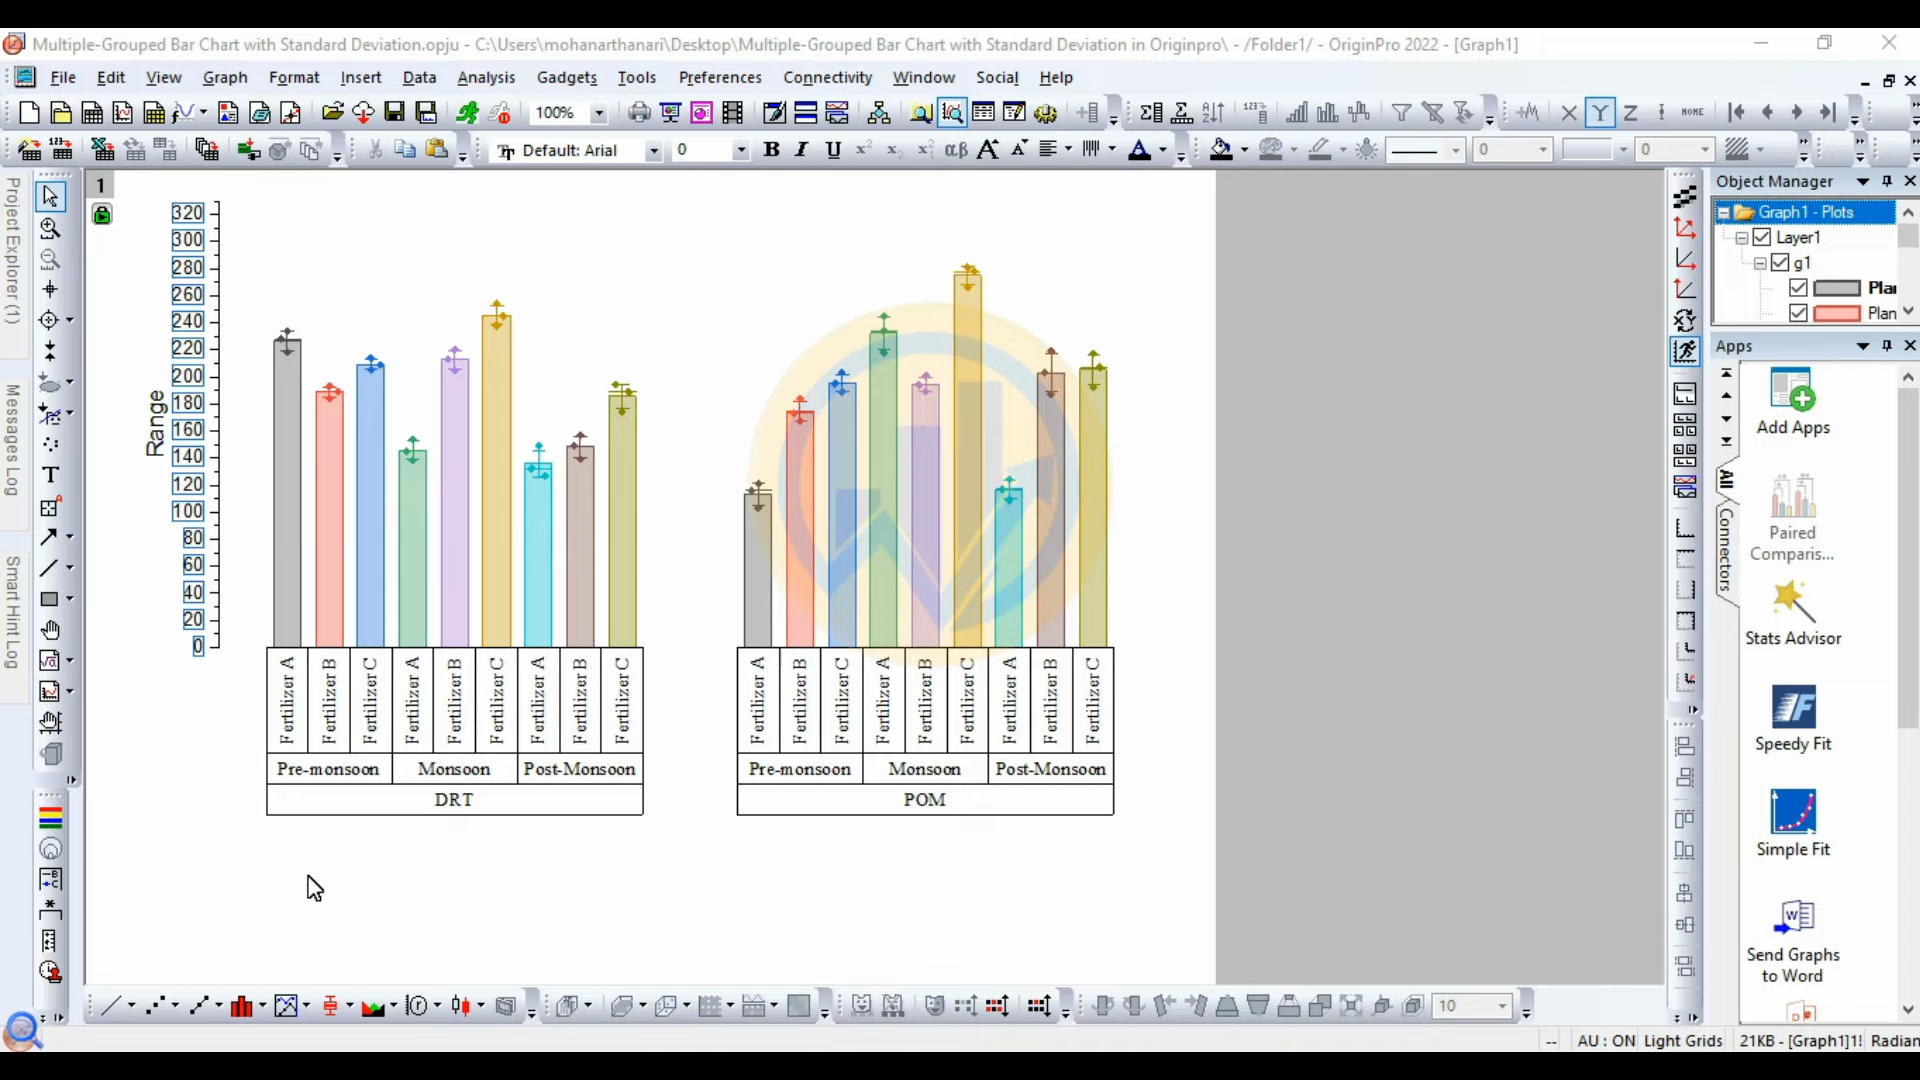 Multiple-Grouped Bar Chart with Standard Deviation.opju - C:\Users\mohanarthanari\Desktop\Multiple-Grouped Bar Chart with Standard Deviation in Originpro\ - /Folder1/ - OriginPro 2022 - [Graph1]
File Edit View Graph Format Insert Data Analysis Gadgets Tools Preferences Connectivity Window Social Help
100%
X Y Z HOME
Default: Arial 0 B I U αβ A A A 0 0
Project Explorer (1)
Messages Log
Smart Hint Log
1
Range
320
300
280
260
240
220
200
180
160
140
120
100
80
60
40
20
0
Fertilizer A Fertilizer B Fertilizer C Fertilizer A Fertilizer B Fertilizer C Fertilizer A Fertilizer B Fertilizer C
Pre-monsoon Monsoon Post-Monsoon
DRT
Fertilizer A Fertilizer B Fertilizer C Fertilizer A Fertilizer B Fertilizer C Fertilizer A Fertilizer B Fertilizer C
Pre-monsoon Monsoon Post-Monsoon
POM
Object Manager
Graph1 - Plots
Layer1
g1
Plan
Apps
All
Connectors
Add Apps
Paired
Comparis...
Stats Advisor
Speedy Fit
Simple Fit
Send Graphs
to Word
10
-- AU : ON Light Grids 21KB - [Graph1]1! Radian